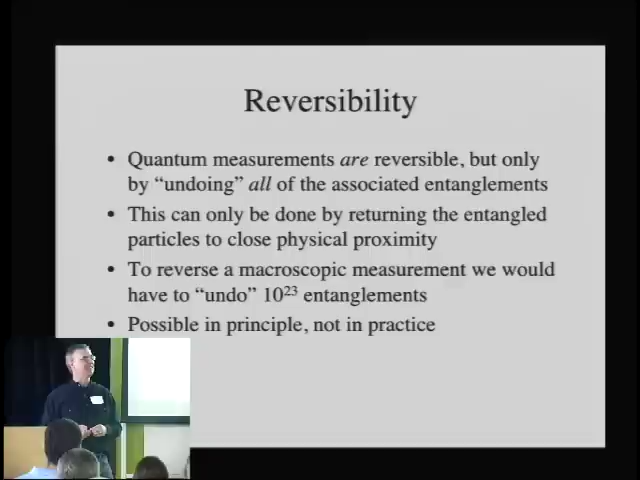 Reversibility
• Quantum measurements are reversible, but only
by “undoing” all of the associated entanglements
• This can only be done by returning the entangled
particles to close physical proximity
• To reverse a macroscopic measurement we would
have to “undo” 10²³ entanglements
• Possible in principle, not in practice